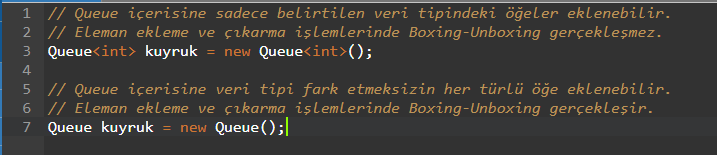 1 // Queue içerisine sadece belirtilen veri tipindeki öğeler eklenebilir.
2 // Eleman ekleme ve çıkarma işlemlerinde Boxing-Unboxing gerçekleşmez.
3 Queue<int> kuyruk = new Queue<int>();
4
5 // Queue içerisine veri tipi fark etmeksizin her türlü öğe eklenebilir.
6 // Eleman ekleme ve çıkarma işlemlerinde Boxing-Unboxing gerçekleşir.
7 Queue kuyruk = new Queue();